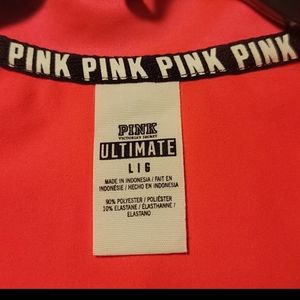 PINK PINK PINK PINK
PINK
VICTORIA'S SECRET
ULTIMATE
L I G
MADE IN INDONESIA / FAIT EN
INDONÉSIE / HECHO EN INDONESIA
90% POLYESTER / POLIÉSTER
10% ELASTANE / ÉLASTHANNE /
ELASTANO